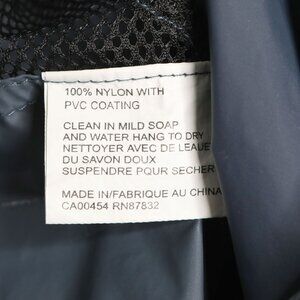 100% NYLON WITH
PVC COATING
CLEAN IN MILD SOAP
AND WATER HANG TO DRY
NETTOYER AVEC DE LEAUE
DU SAVON DOUX
SUSPENDRE POUR SECHER
MADE IN/FABRIQUE AU CHINA
CA00454 RN87832